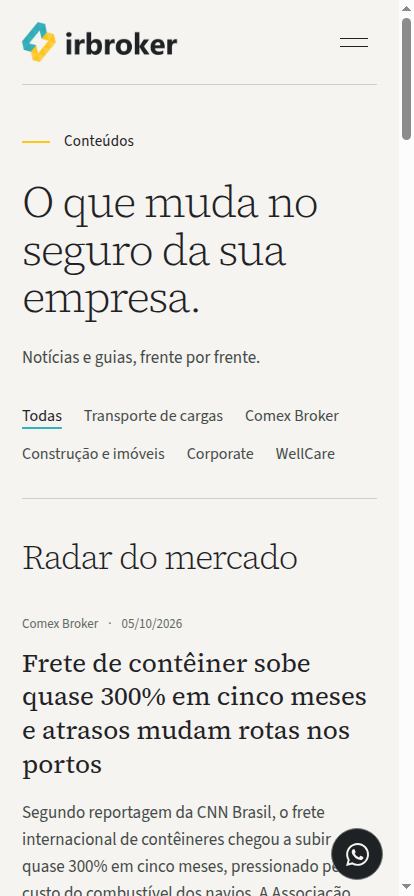 irbroker
Conteúdos
O que muda no
seguro da sua
empresa.
Notícias e guias, frente por frente.
Todas Transporte de cargas Comex Broker
Construção e imóveis Corporate WellCare
Radar do mercado
Comex Broker · 05/10/2026
Frete de contêiner sobe
quase 300% em cinco meses
e atrasos mudam rotas nos
portos
Segundo reportagem da CNN Brasil, o frete
internacional de contêineres chegou a subir
quase 300% em cinco meses, pressionado
custo do combustível dos navios. A Associação